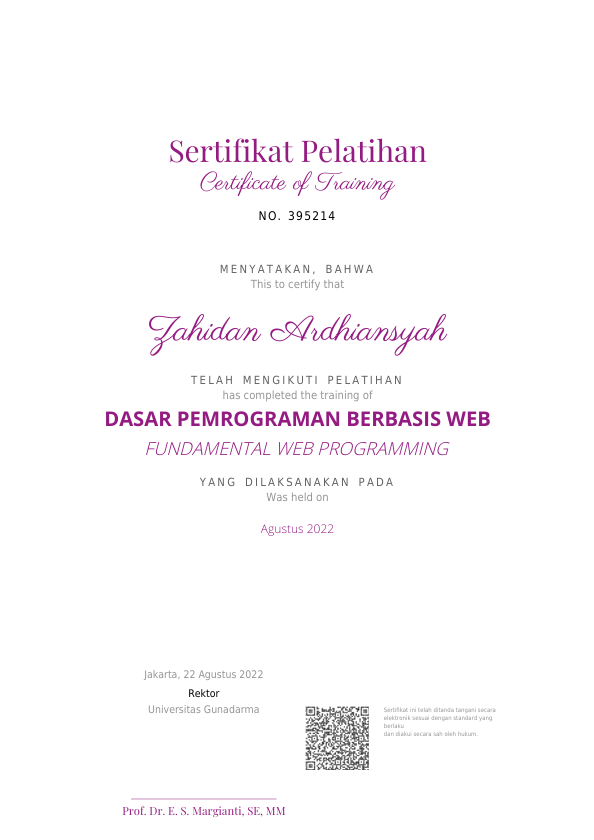 Sertifikat Pelatihan
Certificate of Training
NO. 395214
MENYATAKAN, BAHWA
This to certify that
Zahidan Ardhiansyah
TELAH MENGIKUTI PELATIHAN
has completed the training of
DASAR PEMROGRAMAN BERBASIS WEB
FUNDAMENTAL WEB PROGRAMMING
YANG DILAKSANAKAN PADA
Was held on
Agustus 2022
Jakarta, 22 Agustus 2022
Rektor
Universitas Gunadarma
Sertifikat ini telah ditanda tangani secara
elektronik sesuai dengan standard yang
berlaku
dan diakui secara sah oleh hukum.
Prof. Dr. E. S. Margianti, SE, MM